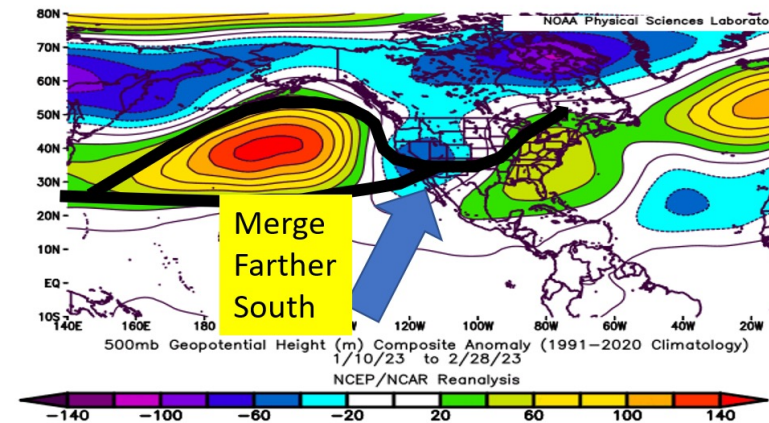 80N
NOAA Physical Sciences Laborato
70N
60N
50N
40N
30N
20N
10N
EQ
10S
Merge
Farther
South
140E 160E 180 120W 100W 80W 60W 40W 20W
500mb Geopotential Height (m) Composite Anomaly (1991-2020 Climatology)
1/10/23 to 2/28/23
NCEP/NCAR Reanalysis
-140 -100 -60 -20 20 60 100 140